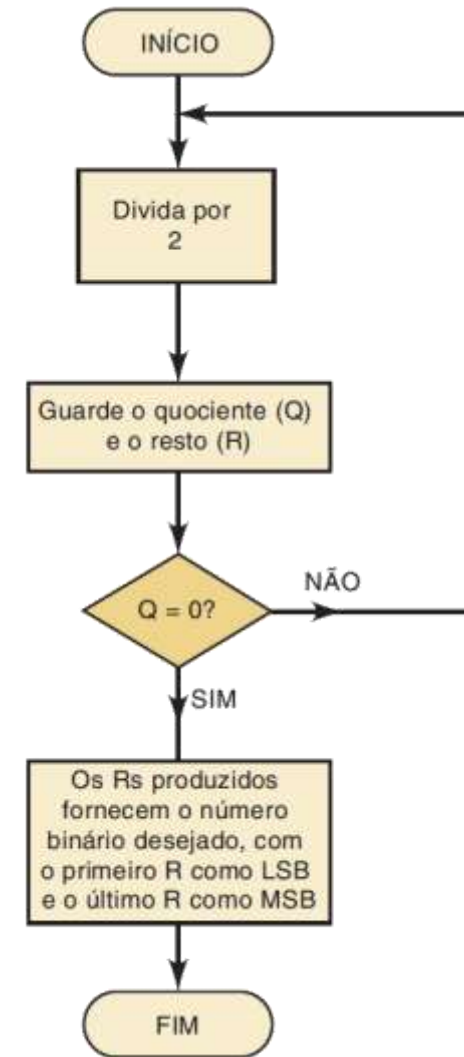 INÍCIO
Divida por
2
Guarde o quociente (Q)
e o resto (R)
Q = 0?
NÃO
SIM
Os Rs produzidos
fornecem o número
binário desejado, com
o primeiro R como LSB
e o último R como MSB
FIM